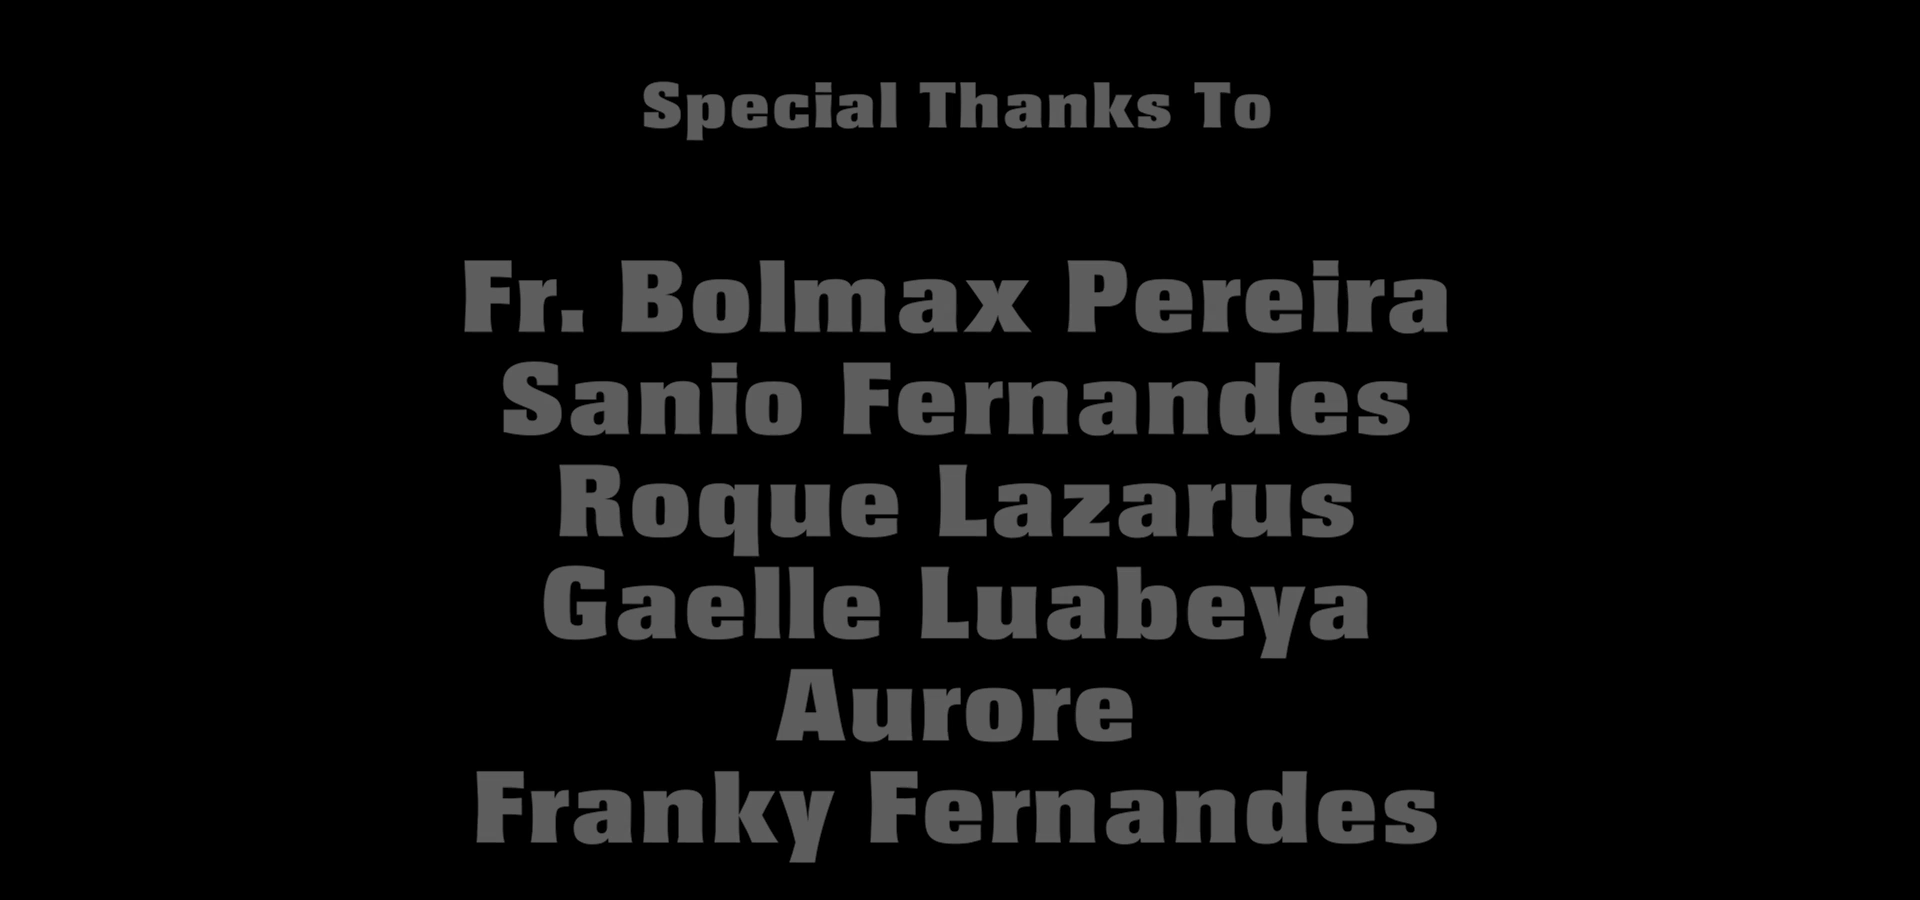 Special Thanks To
Fr. Bolmax Pereira
Sanio Fernandes
Roque Lazarus
Gaelle Luabeya
Aurore
Franky Fernandes